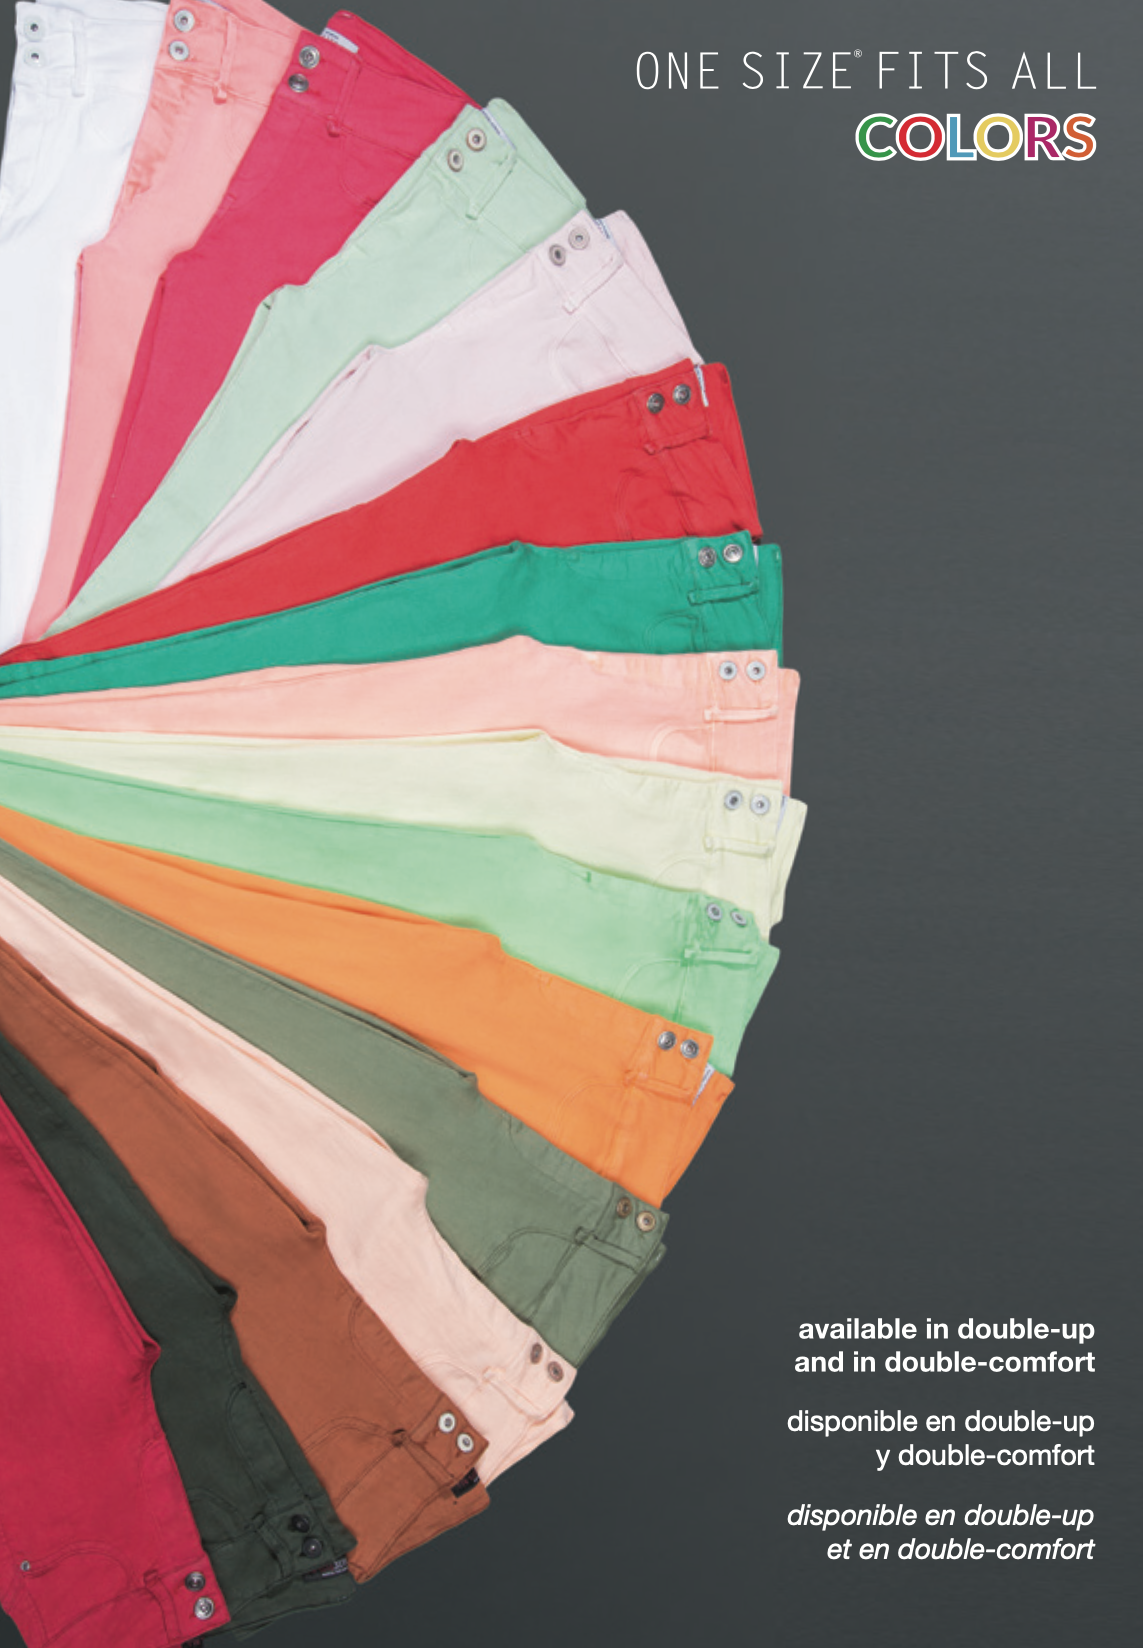 ONE SIZE® FITS ALL
COLORS
available in double-up
and in double-comfort
disponible en double-up
y double-comfort
disponible en double-up
et en double-comfort